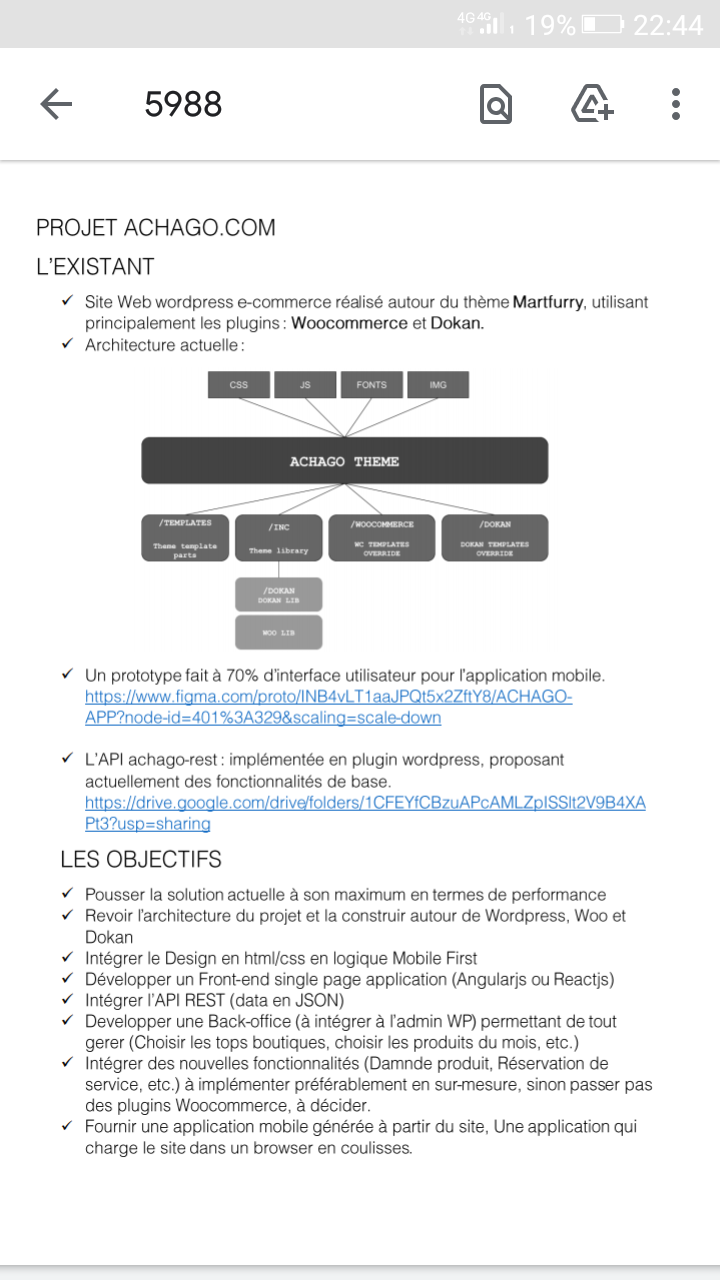 4G 4G 1 19% 22:44
5988
PROJET ACHAGO.COM
L'EXISTANT
✓ Site Web wordpress e-commerce réalisé autour du thème Martfurry, utilisant
principalement les plugins : Woocommerce et Dokan.
✓ Architecture actuelle :
CSS JS FONTS IMG
ACHAGO THEME
/TEMPLATES
Theme template
parts
/INC
Theme library
/WOOCOMMERCE
WC TEMPLATES
OVERRIDE
/DOKAN
DOKAN TEMPLATES
OVERRIDE
/DOKAN
DOKAN LIB
WOO LIB
✓ Un prototype fait à 70% d'interface utilisateur pour l'application mobile.
https://www.figma.com/proto/INB4vLT1aaJPQt5x2ZftY8/ACHAGO-
APP?node-id=401%3A329&scaling=scale-down
✓ L'API achago-rest : implémentée en plugin wordpress, proposant
actuellement des fonctionnalités de base.
https://drive.google.com/drive/folders/1CFEYfCBzuAPcAMLZpISSlt2V9B4XA
Pt3?usp=sharing
LES OBJECTIFS
✓ Pousser la solution actuelle à son maximum en termes de performance
✓ Revoir l'architecture du projet et la construir autour de Wordpress, Woo et
Dokan
✓ Intégrer le Design en html/css en logique Mobile First
✓ Développer un Front-end single page application (Angularjs ou Reactjs)
✓ Intégrer l'API REST (data en JSON)
✓ Developper une Back-office (à intégrer à l'admin WP) permettant de tout
gerer (Choisir les tops boutiques, choisir les produits du mois, etc.)
✓ Intégrer des nouvelles fonctionnalités (Damnde produit, Réservation de
service, etc.) à implémenter préférablement en sur-mesure, sinon passer pas
des plugins Woocommerce, à décider.
✓ Fournir une application mobile générée à partir du site, Une application qui
charge le site dans un browser en coulisses.